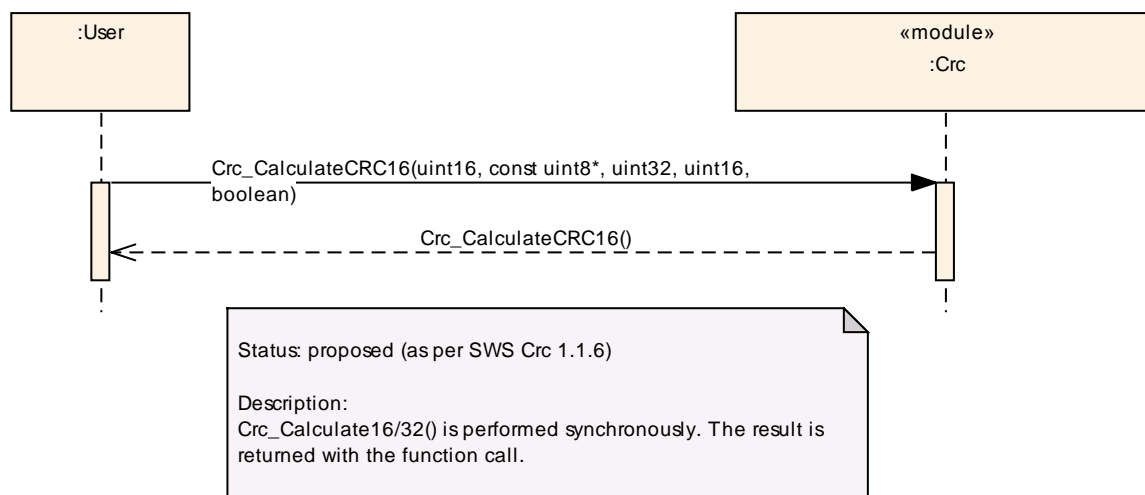 :User
«module»
:Crc
Crc_CalculateCRC16(uint16, const uint8*, uint32, uint16,
boolean)
Crc_CalculateCRC16()
Status: proposed (as per SWS Crc 1.1.6)
Description:
Crc_Calculate16/32() is performed synchronously. The result is
returned with the function call.